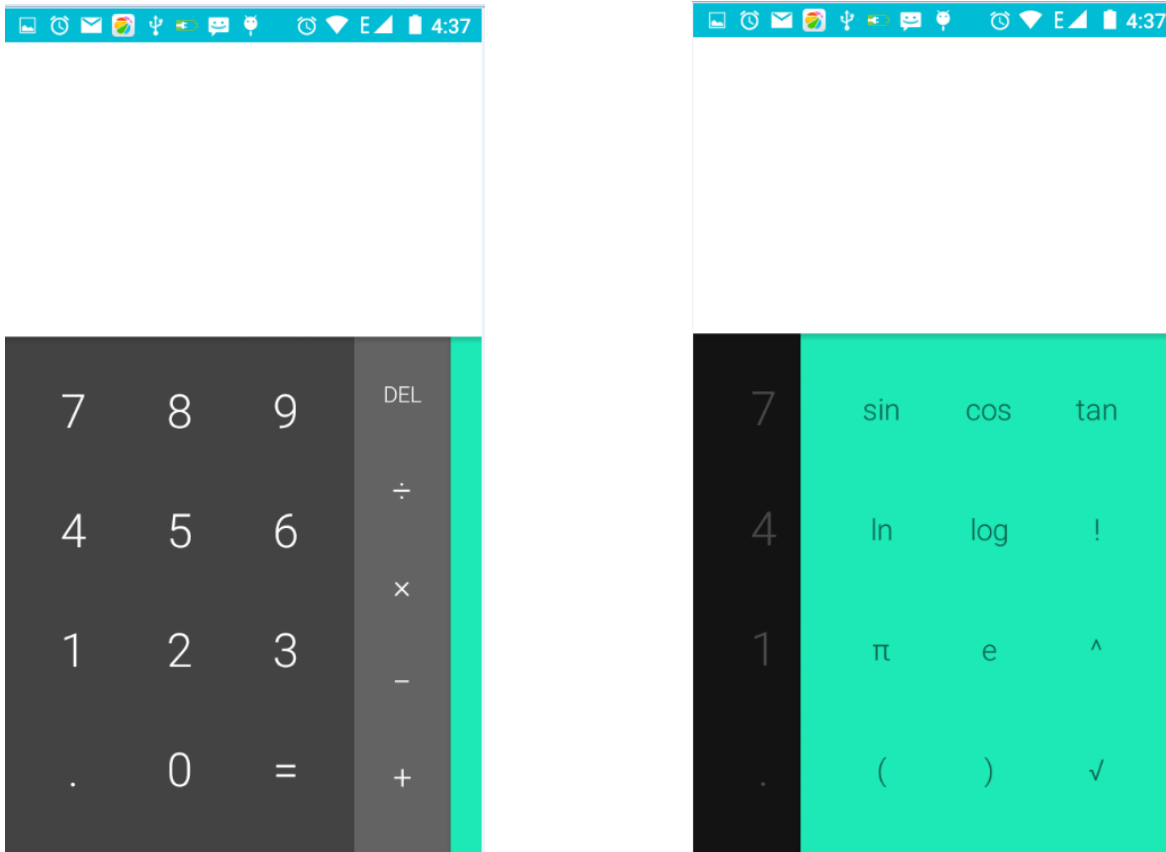 E 4:37
7 8 9 DEL
÷
4 5 6
×
1 2 3
−
. 0 = +
E 4:37
7 sin cos tan
4 ln log !
1 π e ^
. ( ) √